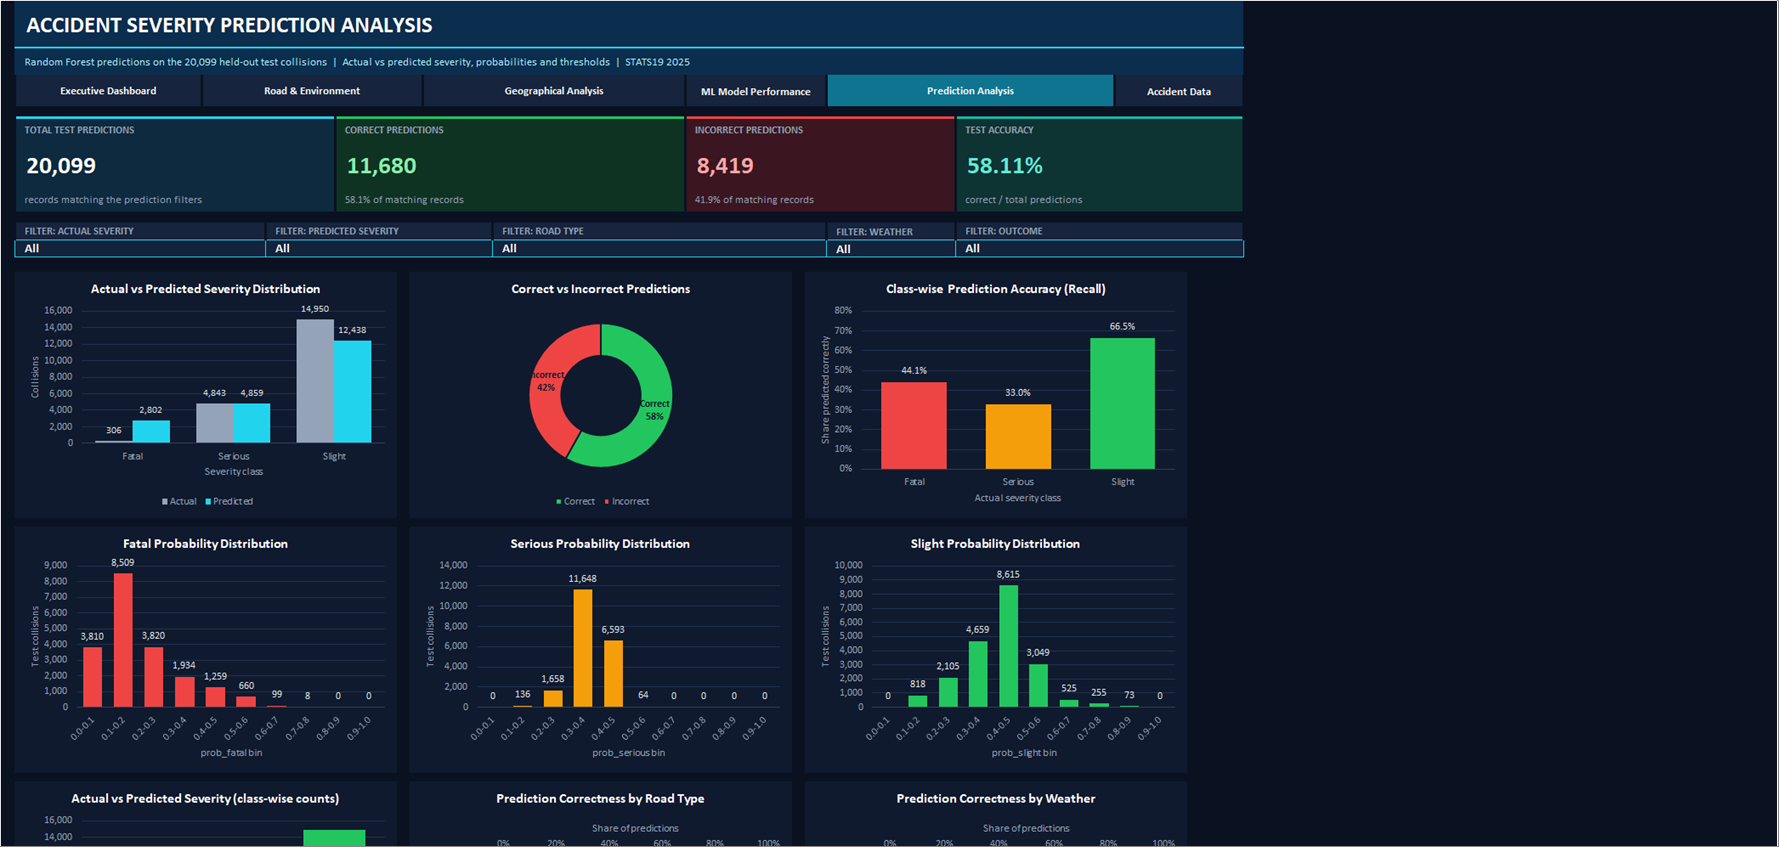 ACCIDENT SEVERITY PREDICTION ANALYSIS
Random Forest predictions on the 20,099 held-out test collisions | Actual vs predicted severity, probabilities and thresholds | STATS19 2025
Executive Dashboard
Road & Environment
Geographical Analysis
ML Model Performance
Prediction Analysis
Accident Data
TOTAL TEST PREDICTIONS
20,099
records matching the prediction filters
CORRECT PREDICTIONS
11,680
58.1% of matching records
INCORRECT PREDICTIONS
8,419
41.9% of matching records
TEST ACCURACY
58.11%
correct / total predictions
FILTER: ACTUAL SEVERITY
All
FILTER: PREDICTED SEVERITY
All
FILTER: ROAD TYPE
All
FILTER: WEATHER
All
FILTER: OUTCOME
All
Actual vs Predicted Severity Distribution
Collisions
16,000
14,000
12,000
10,000
8,000
6,000
4,000
2,000
0
306
2,802
4,843
4,859
14,950
12,438
Fatal
Serious
Slight
Severity class
Actual
Predicted
Correct vs Incorrect Predictions
Incorrect
42%
Correct
58%
Correct
Incorrect
Class-wise Prediction Accuracy (Recall)
Share predicted correctly
80%
70%
60%
50%
40%
30%
20%
10%
0%
44.1%
33.0%
66.5%
Fatal
Serious
Slight
Actual severity class
Fatal Probability Distribution
Test collisions
9,000
8,000
7,000
6,000
5,000
4,000
3,000
2,000
1,000
0
3,810
8,509
3,820
1,934
1,259
660
99
8
0
0
0.0-0.1
0.1-0.2
0.2-0.3
0.3-0.4
0.4-0.5
0.5-0.6
0.6-0.7
0.7-0.8
0.8-0.9
0.9-1.0
prob_fatal bin
Serious Probability Distribution
Test collisions
14,000
12,000
10,000
8,000
6,000
4,000
2,000
0
0
136
1,658
11,648
6,593
64
0
0
0
0
0.0-0.1
0.1-0.2
0.2-0.3
0.3-0.4
0.4-0.5
0.5-0.6
0.6-0.7
0.7-0.8
0.8-0.9
0.9-1.0
prob_serious bin
Slight Probability Distribution
Test collisions
10,000
9,000
8,000
7,000
6,000
5,000
4,000
3,000
2,000
1,000
0
0
818
2,105
4,659
8,615
3,049
525
255
73
0
0.0-0.1
0.1-0.2
0.2-0.3
0.3-0.4
0.4-0.5
0.5-0.6
0.6-0.7
0.7-0.8
0.8-0.9
0.9-1.0
prob_slight bin
Actual vs Predicted Severity (class-wise counts)
16,000
14,000
Prediction Correctness by Road Type
Share of predictions
0%
20%
40%
60%
80%
100%
Prediction Correctness by Weather
Share of predictions
0%
20%
40%
60%
80%
100%